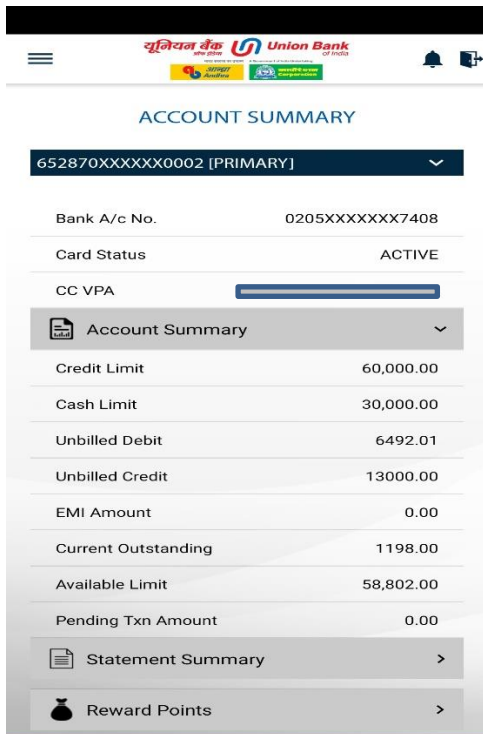 यूनियन बैंक Union Bank
ऑफ इंडिया of India
आन्ध्रा Andhra
Corporation
ACCOUNT SUMMARY
652870XXXXXX0002 [PRIMARY]
Bank A/c No. 0205XXXXXXX7408
Card Status ACTIVE
CC VPA
Account Summary
Credit Limit 60,000.00
Cash Limit 30,000.00
Unbilled Debit 6492.01
Unbilled Credit 13000.00
EMI Amount 0.00
Current Outstanding 1198.00
Available Limit 58,802.00
Pending Txn Amount 0.00
Statement Summary
Reward Points